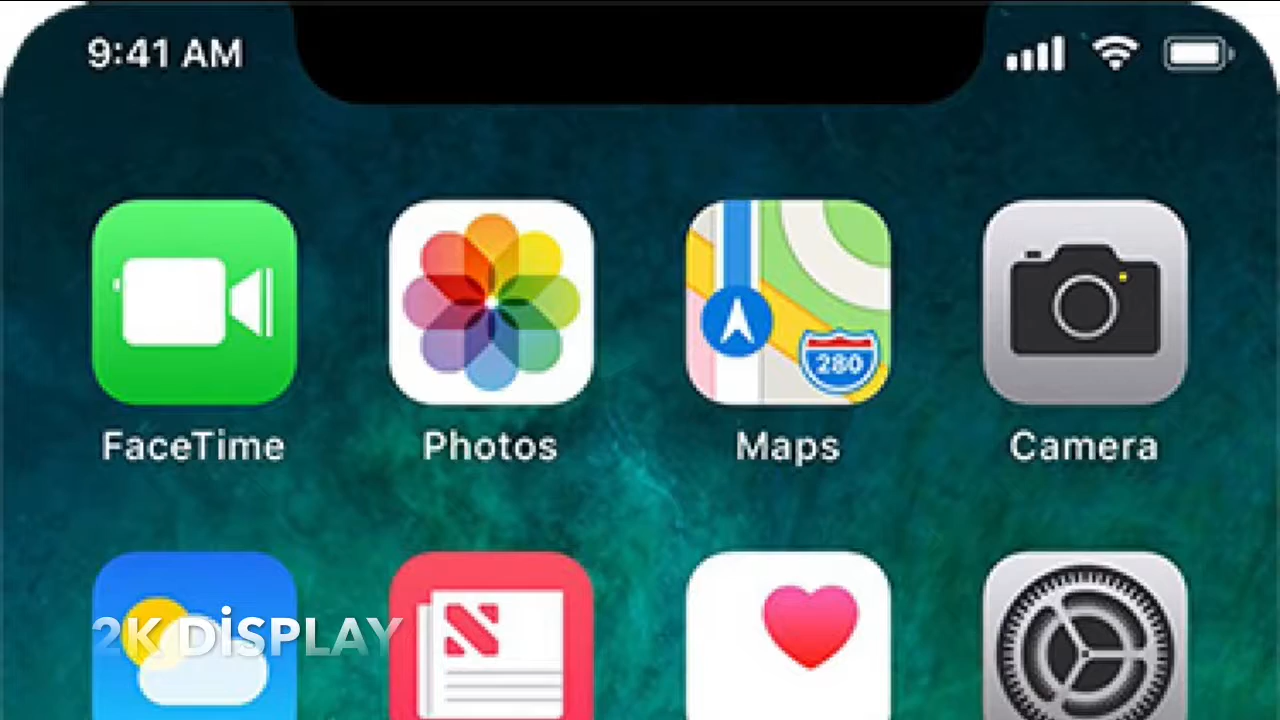 9:41 AM
280
FaceTime
Photos
Maps
Camera
2K DİSPLAY